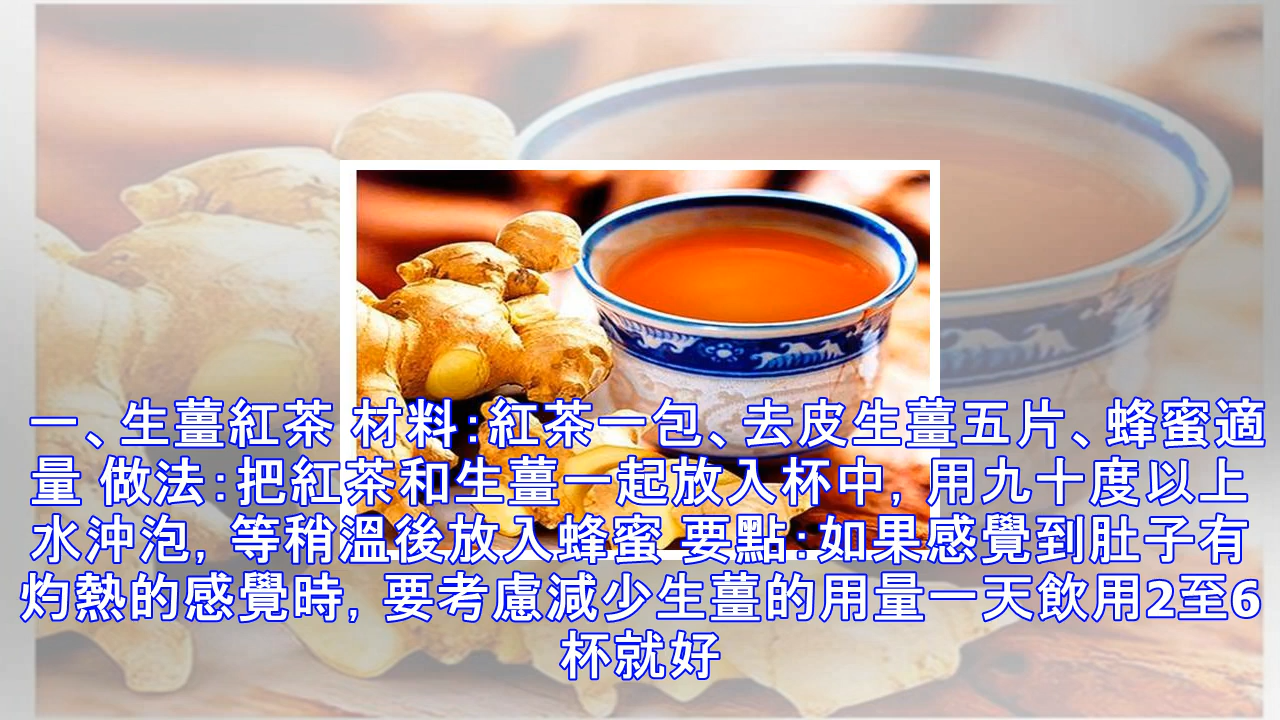 一、生薑紅茶 材料：紅茶一包、去皮生薑五片、蜂蜜適
量 做法：把紅茶和生薑一起放入杯中，用九十度以上
水沖泡，等稍溫後放入蜂蜜 要點：如果感覺到肚子有
灼熱的感覺時，要考慮減少生薑的用量一天飲用2至6
杯就好